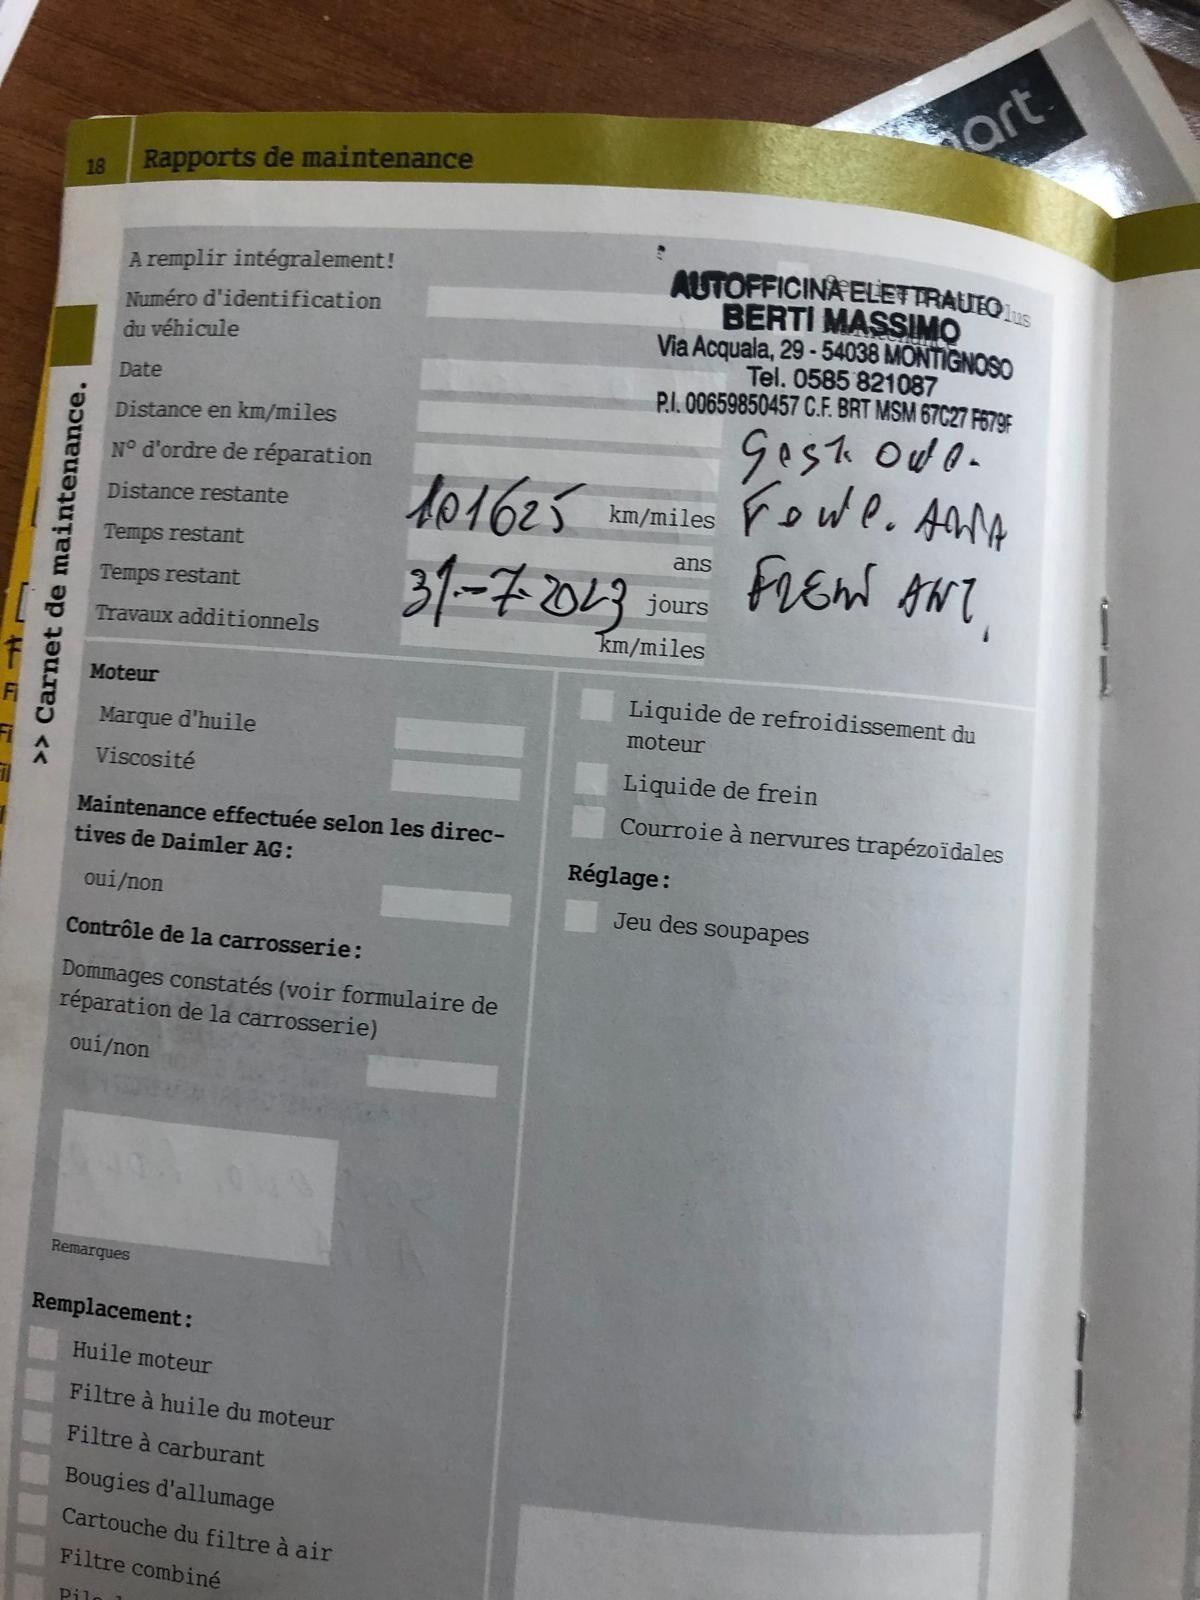 18 Rapports de maintenance
art
>> Carnet de maintenance.
A remplir intégralement!
Numéro d'identification
du véhicule
Date
Distance en km/miles
N° d'ordre de réparation
Distance restante
101625 km/miles
Temps restant
ans
Temps restant
31-7-2023 jours
Travaux additionnels
km/miles
AUTOFFICINA ELETTRAUTO
BERTI MASSIMO
Via Acquala, 29 - 54038 MONTIGNOSO
Tel. 0585 821087
P.I. 00659850457 C.F. BRT MSM 67C27 F679F
FRENI ANT.
Moteur
Marque d'huile
Viscosité
Maintenance effectuée selon les direc-
tives de Daimler AG:
oui/non
Contrôle de la carrosserie:
Dommages constatés (voir formulaire de
réparation de la carrosserie)
oui/non
Remarques
Remplacement:
Huile moteur
Filtre à huile du moteur
Filtre à carburant
Bougies d'allumage
Cartouche du filtre à air
Filtre combiné
Liquide de refroidissement du
moteur
Liquide de frein
Courroie à nervures trapézoïdales
Réglage:
Jeu des soupapes